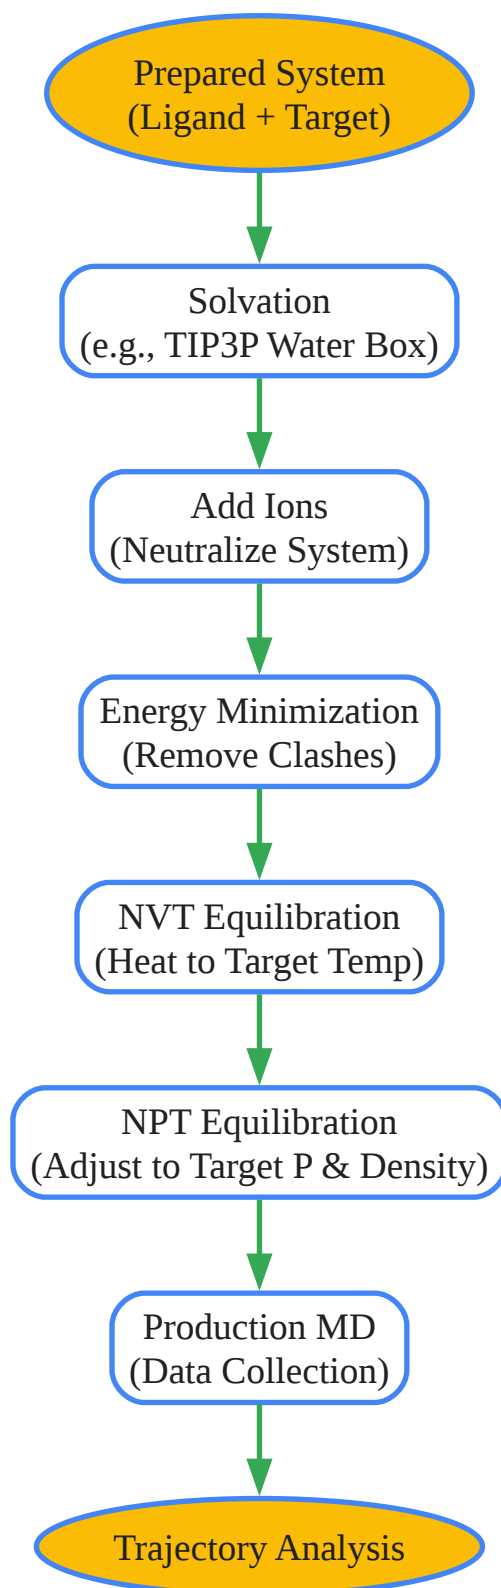 Prepared System
(Ligand + Target)
Solvation
(e.g., TIP3P Water Box)
Add Ions
(Neutralize System)
Energy Minimization
(Remove Clashes)
NVT Equilibration
(Heat to Target Temp)
NPT Equilibration
(Adjust to Target P & Density)
Production MD
(Data Collection)
Trajectory Analysis